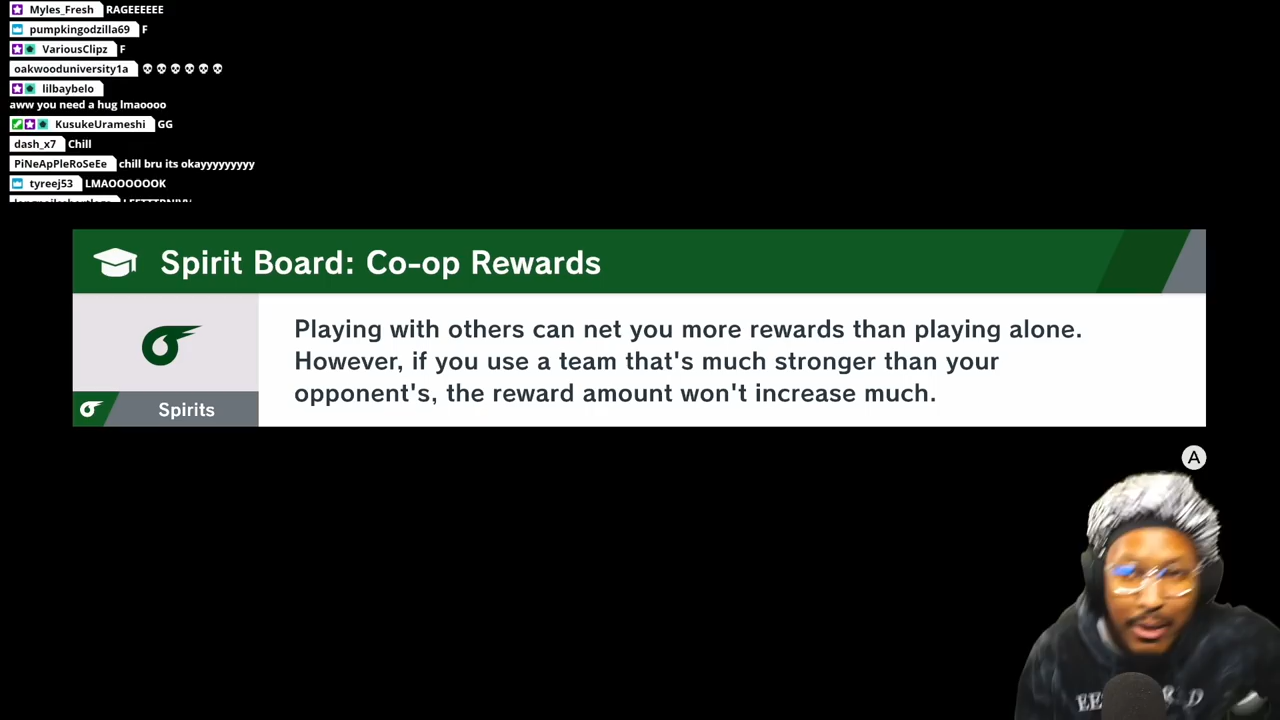 Myles_Fresh RAGEEEEEE
pumpkingodzilla69 F
VariousClipz F
oakwooduniversity1a 💀💀💀💀💀💀
lilbaybelo
aww you need a hug lmaoooo
KusukeUrameshi GG
dash_x7 Chill
PiNeApPleRoSeEe chill bru its okayyyyyyyy
tyreej53 LMAOOOOOOK
Spirit Board: Co-op Rewards
Playing with others can net you more rewards than playing alone.
However, if you use a team that's much stronger than your
opponent's, the reward amount won't increase much.
Spirits
A